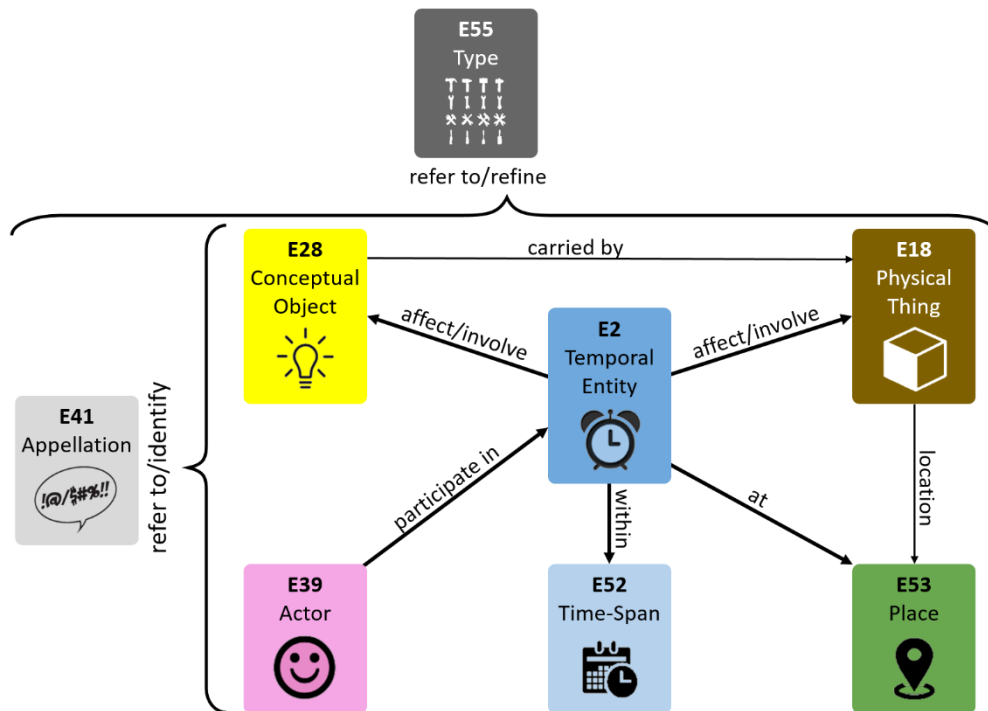 E55
Type
refer to/refine
E28
Conceptual
Object
carried by
E18
Physical
Thing
affect/involve
E2
Temporal
Entity
affect/involve
E41
Appellation
!@/§#%!!
refer to/identify
participate in
within
at
location
E39
Actor
E52
Time-Span
E53
Place